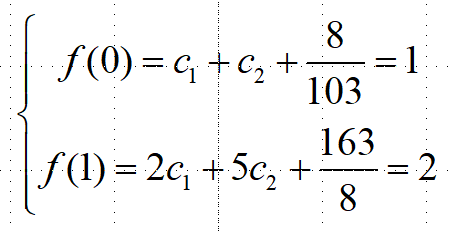 f(0) = c₁ + c₂ + 8/103 = 1
f(1) = 2c₁ + 5c₂ + 163/8 = 2